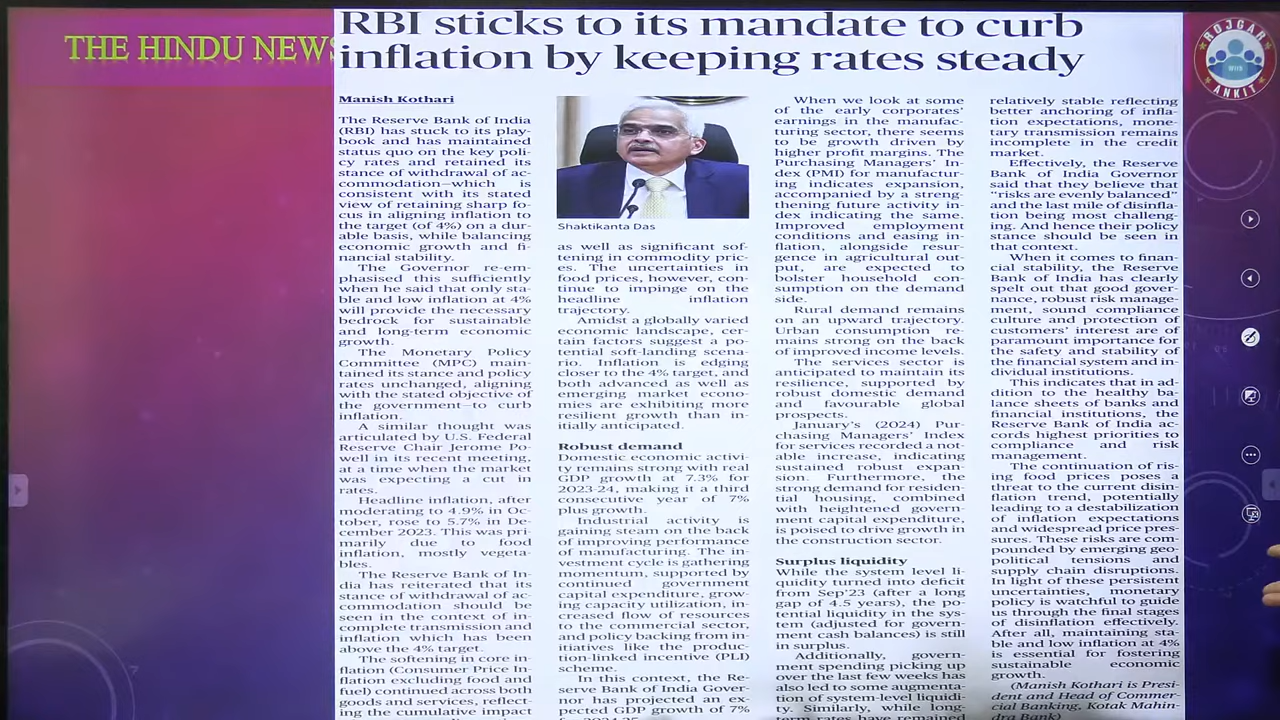 THE HINDU NEWS
RBI sticks to its mandate to curb
inflation by keeping rates steady
Manish Kothari
The Reserve Bank of India
(RBI) has stuck to its play-
book and has maintained
status quo on the key poli-
cy rates and retained its
stance of withdrawal of ac-
commodation—which is
consistent with its stated
view of retaining sharp fo-
cus in aligning inflation to
the target (of 4%) on a dur-
able basis, while balancing
economic growth and fi-
nancial stability.
The Governor re-em-
phasised this sufficiently
when he said that only sta-
ble and low inflation at 4%
will provide the necessary
bedrock for sustainable
and long-term economic
growth.
The Monetary Policy
Committee (MPC) main-
tained its stance and policy
rates unchanged, aligning
with the stated objective of
the government—to curb
inflation.
A similar thought was
articulated by U.S. Federal
Reserve Chair Jerome Po-
well in its recent meeting,
at a time when the market
was expecting a cut in
rates.
Headline inflation, after
moderating to 4.9% in Oc-
tober, rose to 5.7% in De-
cember 2023. This was pri-
marily due to food
inflation, mostly vegeta-
bles.
The Reserve Bank of In-
dia has reiterated that its
stance of withdrawal of ac-
commodation should be
seen in the context of in-
complete transmission and
inflation which has been
above the 4% target.
The softening in core in-
flation (Consumer Price In-
flation excluding food and
fuel) continued across both
goods and services, reflect-
ing the cumulative impact
Shaktikanta Das
as well as significant sof-
tening in commodity pric-
es. The uncertainties in
food prices, however, con-
tinue to impinge on the
headline inflation
trajectory.
Amidst a globally varied
economic landscape, cer-
tain factors suggest a po-
tential soft-landing scena-
rio. Inflation is edging
closer to the 4% target, and
both advanced as well as
emerging market econo-
mies are exhibiting more
resilient growth than in-
itially anticipated.
Robust demand
Domestic economic activi-
ty remains strong with real
GDP growth at 7.3% for
2023-24, making it a third
consecutive year of 7%
plus growth.
Industrial activity is
gaining steam on the back
of improving performance
of manufacturing. The in-
vestment cycle is gathering
momentum, supported by
continued government
capital expenditure, grow-
ing capacity utilization, in-
creased flow of resources
to the commercial sector,
and policy backing from in-
itiatives like the produc-
tion-linked incentive (PLI)
scheme.
In this context, the Re-
serve Bank of India Gover-
nor has projected an ex-
pected GDP growth of 7%
for 2024-25
When we look at some
of the early corporates'
earnings in the manufac-
turing sector, there seems
to be growth driven by
higher profit margins. The
Purchasing Managers' In-
dex (PMI) for manufactur-
ing indicates expansion,
accompanied by a streng-
thening future activity in-
dex indicating the same.
Improved employment
conditions and easing in-
flation, alongside resur-
gence in agricultural out-
put, are expected to
bolster household con-
sumption on the demand
side.
Rural demand remains
on an upward trajectory.
Urban consumption re-
mains strong on the back
of improved income levels.
The services sector is
anticipated to maintain its
resilience, supported by
robust domestic demand
and favourable global
prospects.
January's (2024) Pur-
chasing Managers' Index
for services recorded a not-
able increase, indicating
sustained robust expan-
sion. Furthermore, the
strong demand for residen-
tial housing, combined
with heightened govern-
ment capital expenditure,
is poised to drive growth in
the construction sector.
Surplus liquidity
While the system level li-
quidity turned into deficit
from Sep'23 (after a long
gap of 4.5 years), the po-
tential liquidity in the sys-
tem (adjusted for govern-
ment cash balances) is still
in surplus.
Additionally, govern-
ment spending picking up
over the last few weeks has
also led to some augmenta-
tion of system-level liquidi-
ty. Similarly, while long-
term rates have remained
relatively stable reflecting
better anchoring of infla-
tion expectations, mone-
tary transmission remains
incomplete in the credit
market.
Effectively, the Reserve
Bank of India Governor
said that they believe that
"risks are evenly balanced"
and the last mile of disinfla-
tion being most challeng-
ing. And hence their policy
stance should be seen in
that context.
When it comes to finan-
cial stability, the Reserve
Bank of India has clearly
spelt out that good gover-
nance, robust risk manage-
ment, sound compliance
culture and protection of
customers' interest are of
paramount importance for
the safety and stability of
the financial system and in-
dividual institutions.
This indicates that in ad-
dition to the healthy ba-
lance sheets of banks and
financial institutions, the
Reserve Bank of India ac-
cords highest priorities to
compliance and risk
management.
The continuation of ris-
ing food prices poses a
threat to the current disin-
flation trend, potentially
leading to a destabilization
of inflation expectations
and widespread price pres-
sures. These risks are com-
pounded by emerging geo-
political tensions and
supply chain disruptions.
In light of these persistent
uncertainties, monetary
policy is watchful to guide
us through the final stages
of disinflation effectively.
After all, maintaining sta-
ble and low inflation at 4%
is essential for fostering
sustainable economic
growth.
(Manish Kothari is Presi-
dent and Head of Commer-
cial Banking, Kotak Mahin-
dra Bank)
ROJGAR
WITH
ANKIT